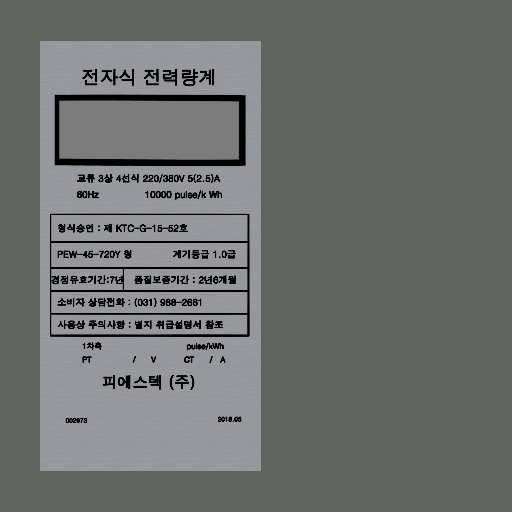 전자식 전력량계
교류 3상 4선식 220/380V 5(2.5)A
60Hz 10000 pulse/k Wh
형식승인 : 제 KTC-G-15-52호
PEW-45-720Y 형 계기등급 1.0급
검정유효기간:7년 품질보증기간 : 2년6개월
소비자 상담전화 : (031) 968-2661
사용상 주의사항 : 별지 취급설명서 참조
1차측 pulse/kWh
PT / V CT / A
피에스텍 (주)
002973 2018.05